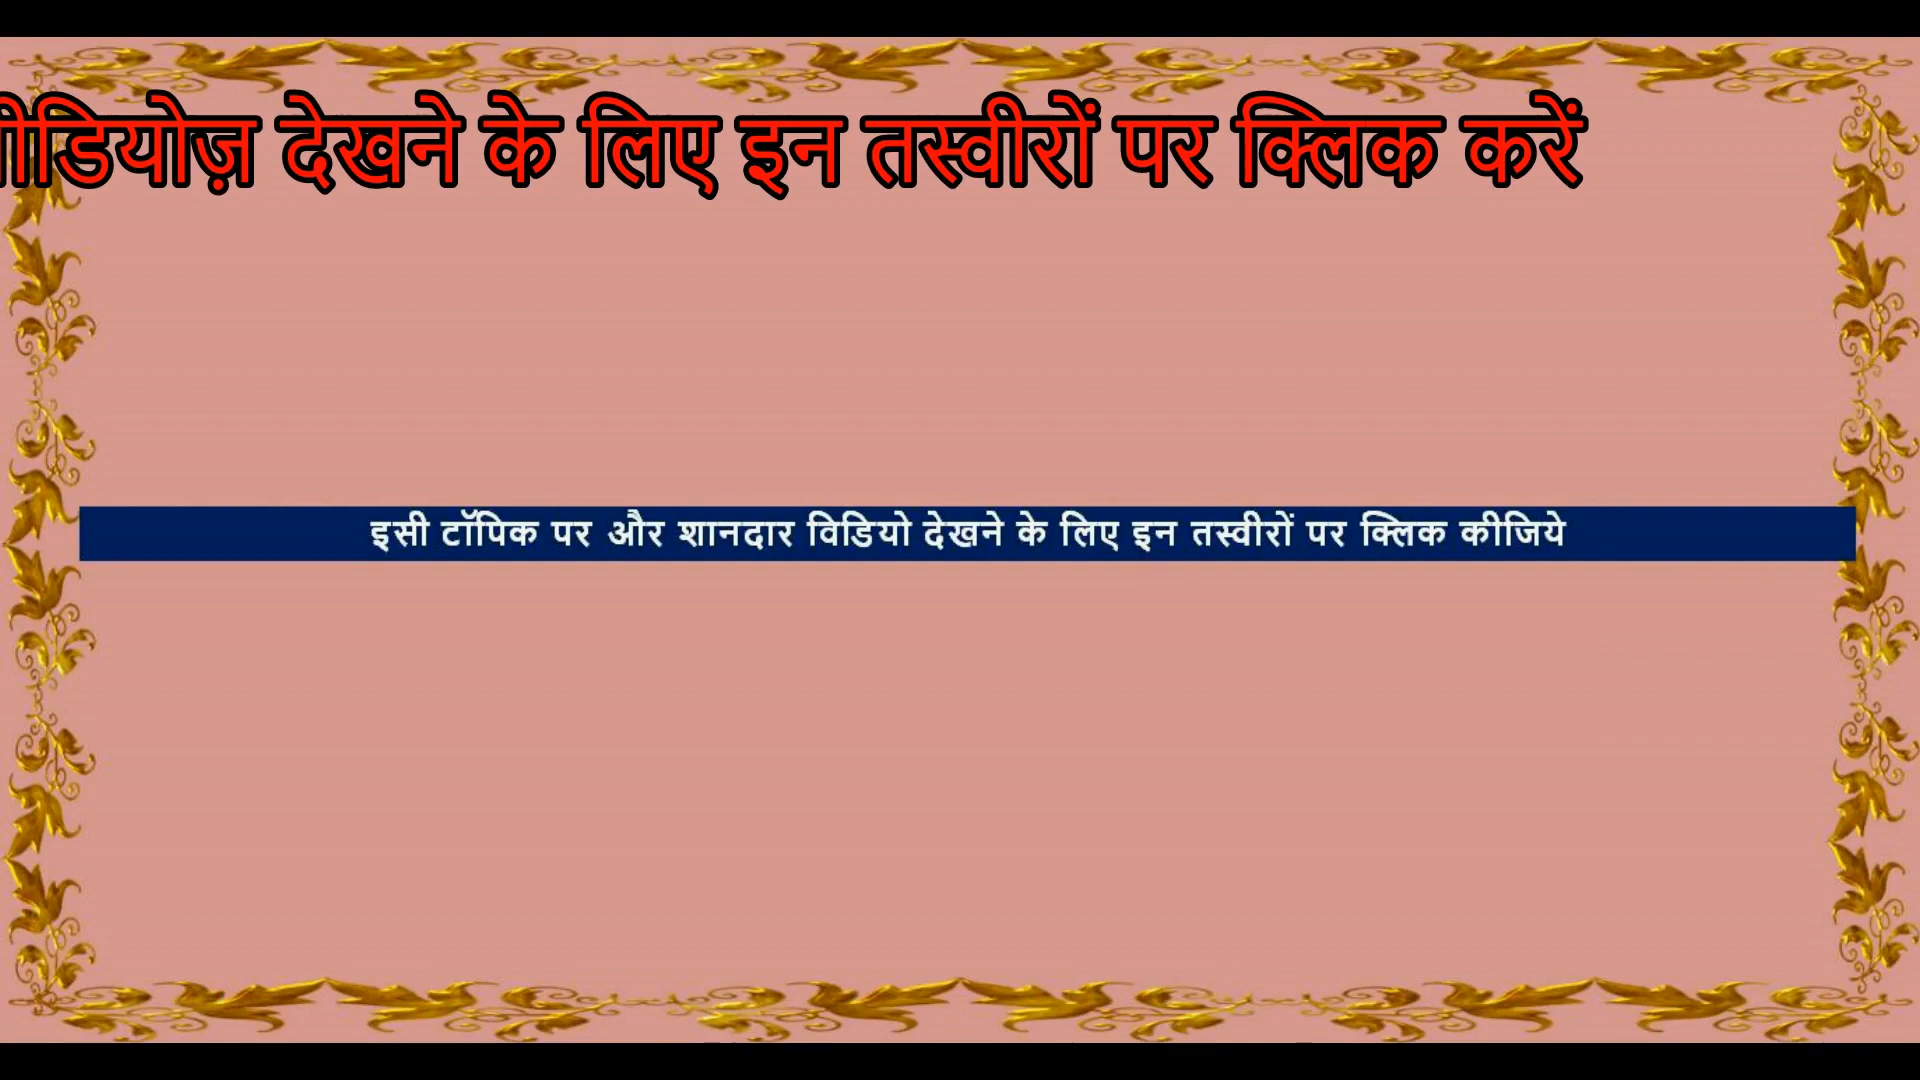 देखने के लिए इन तस्वीरों पर क्लिक करें
इसी टॉपिक पर और शानदार विडियो देखने के लिए इन तस्वीरों पर क्लिक कीजिये